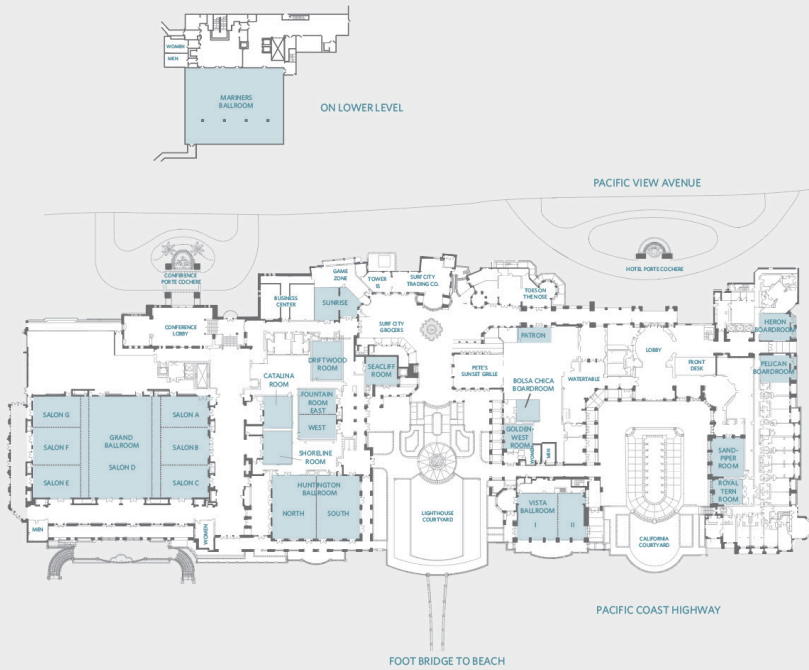 WOMEN
MEN
MARINERS
BALLROOM
ON LOWER LEVEL
PACIFIC VIEW AVENUE
CONFERENCE
PORTE COCHERE
HOTEL PORTE COCHERE
GAME
ZONE
TOWER
15
SURF CITY
TRADING CO.
TOES ON
THE NOSE
BUSINESS
CENTER
SUNRISE
CONFERENCE
LOBBY
SURF CITY
GROCERS
PATRON
HERON
BOARDROOM
LOBBY
DRIFTWOOD
ROOM
SEACLIFF
ROOM
PETE'S
SUNSET GRILLE
FRONT
DESK
PELICAN
BOARDROOM
CATALINA
ROOM
BOLSA CHICA
BOARDROOM
WATERTABLE
FOUNTAIN
ROOM
EAST
WEST
SALON G
SALON F
SALON E
GRAND
BALLROOM
SALON D
SALON A
SALON B
SALON C
GOLDEN-
WEST
ROOM
WOMEN
MEN
SHORELINE
ROOM
SAND-
PIPER
ROOM
ROYAL
TERN
ROOM
HUNTINGTON
BALLROOM
NORTH
SOUTH
LIGHTHOUSE
COURTYARD
VISTA
BALLROOM
I
II
MEN
WOMEN
CALIFORNIA
COURTYARD
PACIFIC COAST HIGHWAY
FOOT BRIDGE TO BEACH